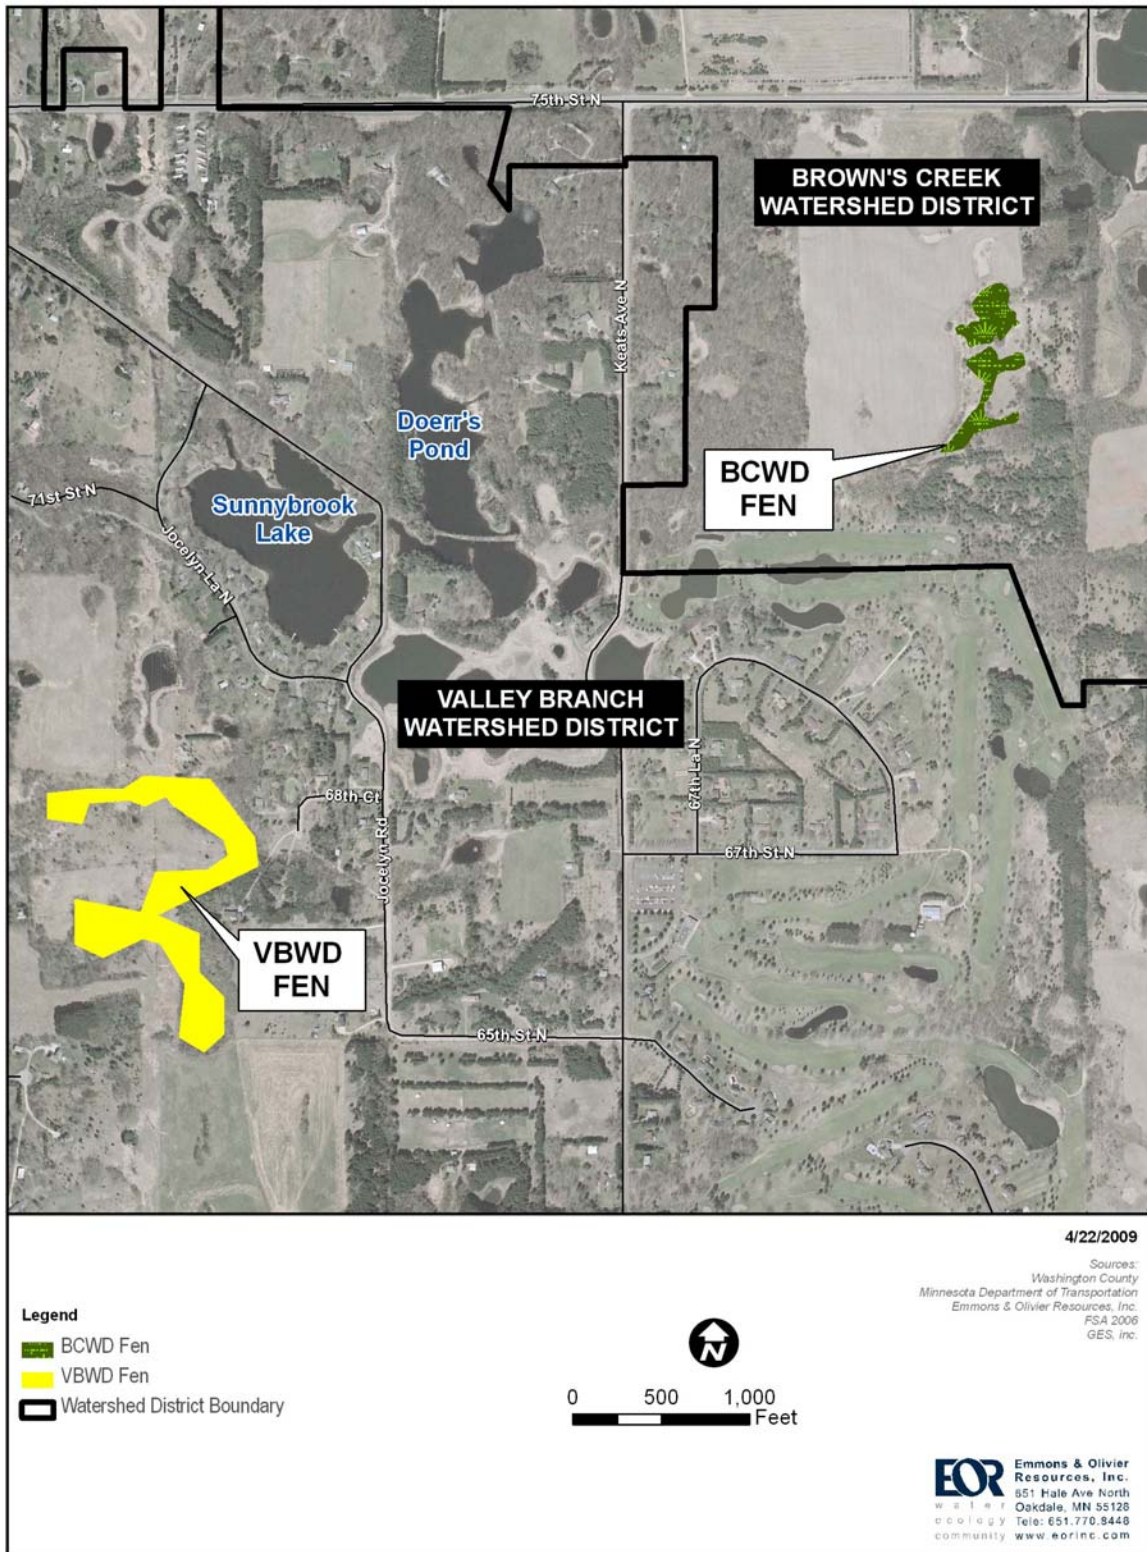 75th St N
BROWN'S CREEK
WATERSHED DISTRICT
Keats Ave N
Doerr's
Pond
BCWD
FEN
71st St N
Sunnybrook
Lake
Jocelyn La N
VALLEY BRANCH
WATERSHED DISTRICT
67th La N
68th Ct
Jocelyn Rd
67th St N
VBWD
FEN
65th St N
4/22/2009
Sources:
Washington County
Minnesota Department of Transportation
Emmons & Olivier Resources, Inc.
FSA 2006
GES, inc.
Legend
BCWD Fen
VBWD Fen
Watershed District Boundary
N
0 500 1,000
Feet
EOR
water
ecology
community
Emmons & Olivier
Resources, Inc.
651 Hale Ave North
Oakdale, MN 55128
Tele: 651.770.8448
www.eorinc.com